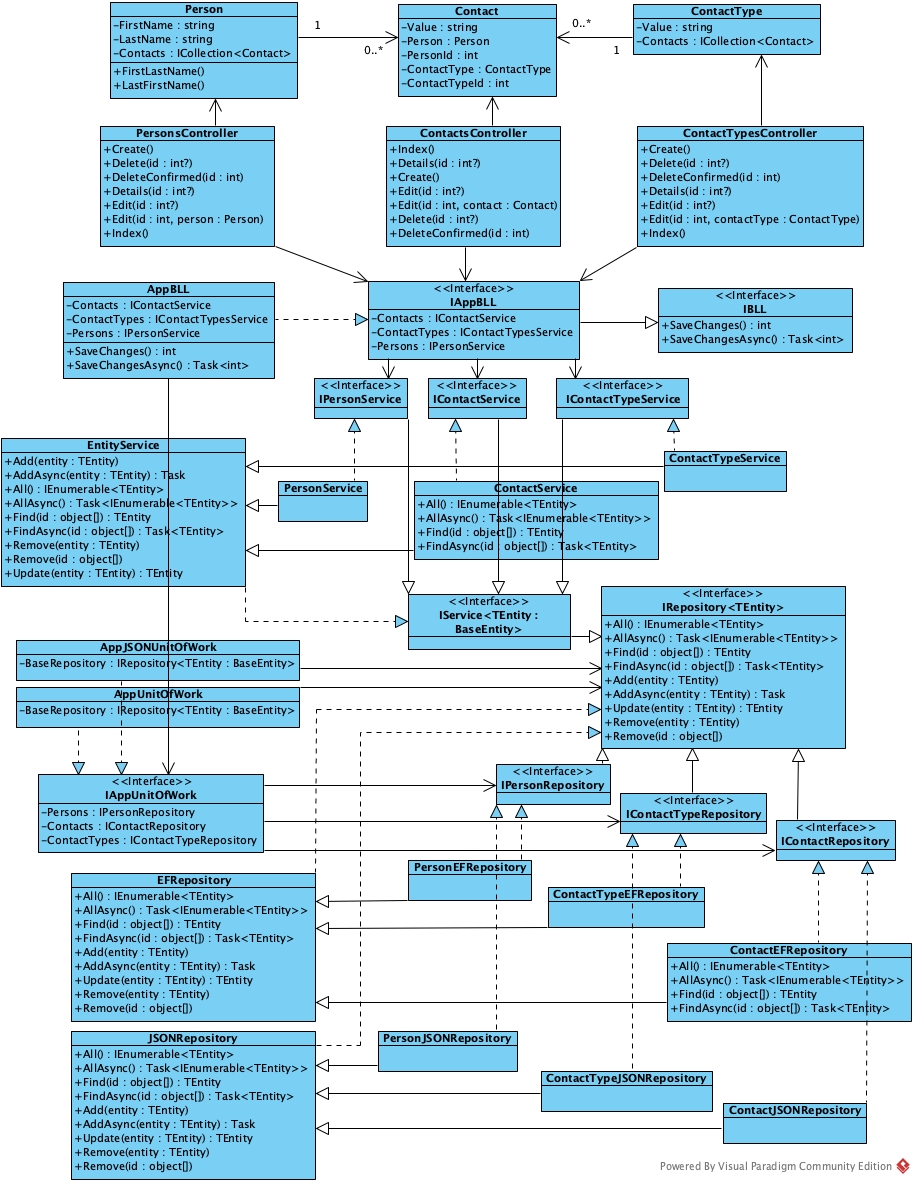 Person
-FirstName : string
-LastName : string
-Contacts : ICollection<Contact>
+FirstLastName()
+LastFirstName()
1
0..*
Contact
-Value : string
-Person : Person
-PersonId : int
-ContactType : ContactType
-ContactTypeId : int
0..*
1
ContactType
-Value : string
-Contacts : ICollection<Contact>
PersonsController
+Create()
+Delete(id : int?)
+DeleteConfirmed(id : int)
+Details(id : int?)
+Edit(id : int?)
+Edit(id : int, person : Person)
+Index()
ContactsController
+Index()
+Details(id : int?)
+Create()
+Edit(id : int?)
+Edit(id : int, contact : Contact)
+Delete(id : int?)
+DeleteConfirmed(id : int)
ContactTypesController
+Create()
+Delete(id : int?)
+DeleteConfirmed(id : int)
+Details(id : int?)
+Edit(id : int?)
+Edit(id : int, contactType : ContactType)
+Index()
AppBLL
-Contacts : IContactService
-ContactTypes : IContactTypesService
-Persons : IPersonService
+SaveChanges() : int
+SaveChangesAsync() : Task<int>
<<Interface>>
IAppBLL
-Contacts : IContactService
-ContactTypes : IContactTypesService
-Persons : IPersonService
<<Interface>>
IBLL
+SaveChanges() : int
+SaveChangesAsync() : Task<int>
<<Interface>>
IPersonService
<<Interface>>
IContactService
<<Interface>>
IContactTypeService
EntityService
+Add(entity : TEntity)
+AddAsync(entity : TEntity) : Task
+All() : IEnumerable<TEntity>
+AllAsync() : Task<IEnumerable<TEntity>>
+Find(id : object[]) : TEntity
+FindAsync(id : object[]) : Task<TEntity>
+Remove(entity : TEntity)
+Remove(id : object[])
+Update(entity : TEntity) : TEntity
ContactTypeService
PersonService
ContactService
+All() : IEnumerable<TEntity>
+AllAsync() : Task<IEnumerable<TEntity>>
+Find(id : object[]) : TEntity
+FindAsync(id : object[]) : Task<TEntity>
<<Interface>>
IService<TEntity :
BaseEntity>
<<Interface>>
IRepository<TEntity>
+All() : IEnumerable<TEntity>
+AllAsync() : Task<IEnumerable<TEntity>>
+Find(id : object[]) : TEntity
+FindAsync(id : object[]) : Task<TEntity>
+Add(entity : TEntity)
+AddAsync(entity : TEntity) : Task
+Update(entity : TEntity) : TEntity
+Remove(entity : TEntity)
+Remove(id : object[])
AppJSONUnitOfWork
-BaseRepository : IRepository<TEntity : BaseEntity>
AppUnitOfWork
-BaseRepository : IRepository<TEntity : BaseEntity>
<<Interface>>
IAppUnitOfWork
-Persons : IPersonRepository
-Contacts : IContactRepository
-ContactTypes : IContactTypeRepository
<<Interface>>
IPersonRepository
<<Interface>>
IContactTypeRepository
<<Interface>>
IContactRepository
EFRepository
+All() : IEnumerable<TEntity>
+AllAsync() : Task<IEnumerable<TEntity>>
+Find(id : object[]) : TEntity
+FindAsync(id : object[]) : Task<TEntity>
+Add(entity : TEntity)
+AddAsync(entity : TEntity) : Task
+Update(entity : TEntity) : TEntity
+Remove(entity : TEntity)
+Remove(id : object[])
PersonEFRepository
ContactTypeEFRepository
ContactEFRepository
+All() : IEnumerable<TEntity>
+AllAsync() : Task<IEnumerable<TEntity>>
+Find(id : object[]) : TEntity
+FindAsync(id : object[]) : Task<TEntity>
JSONRepository
+All() : IEnumerable<TEntity>
+AllAsync() : Task<IEnumerable<TEntity>>
+Find(id : object[]) : TEntity
+FindAsync(id : object[]) : Task<TEntity>
+Add(entity : TEntity)
+AddAsync(entity : TEntity) : Task
+Update(entity : TEntity) : TEntity
+Remove(entity : TEntity)
+Remove(id : object[])
PersonJSONRepository
ContactTypeJSONRepository
ContactJSONRepository
Powered By Visual Paradigm Community Edition